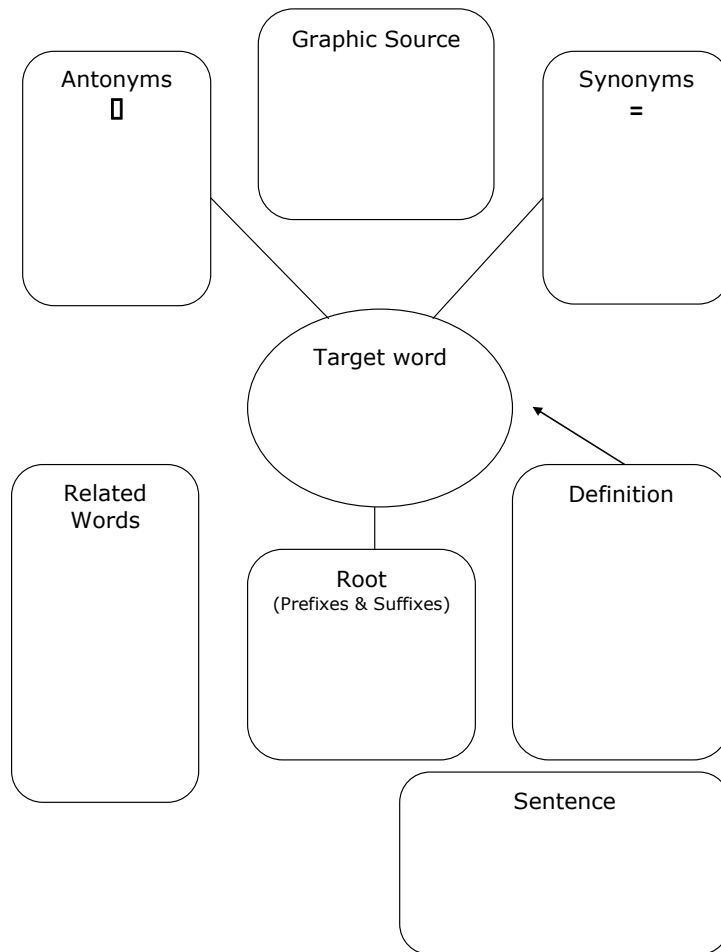 Graphic Source
Antonyms
Synonyms
=
Target word
Related
Words
Definition
Root
(Prefixes & Suffixes)
Sentence